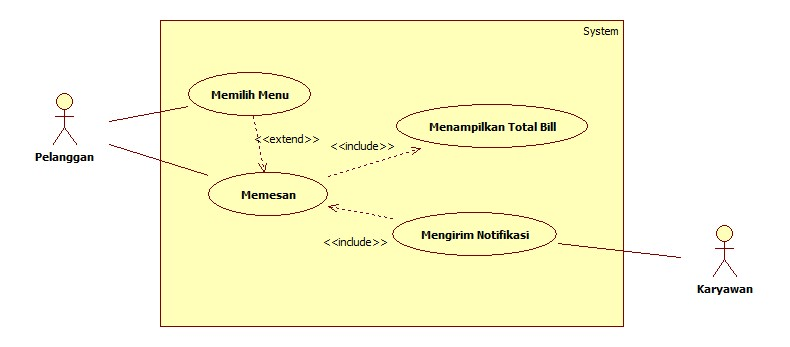 System
Memilih Menu
Menampilkan Total Bill
<<extend>>
<<include>>
Pelanggan
Memesan
Mengirim Notifikasi
<<include>>
Karyawan